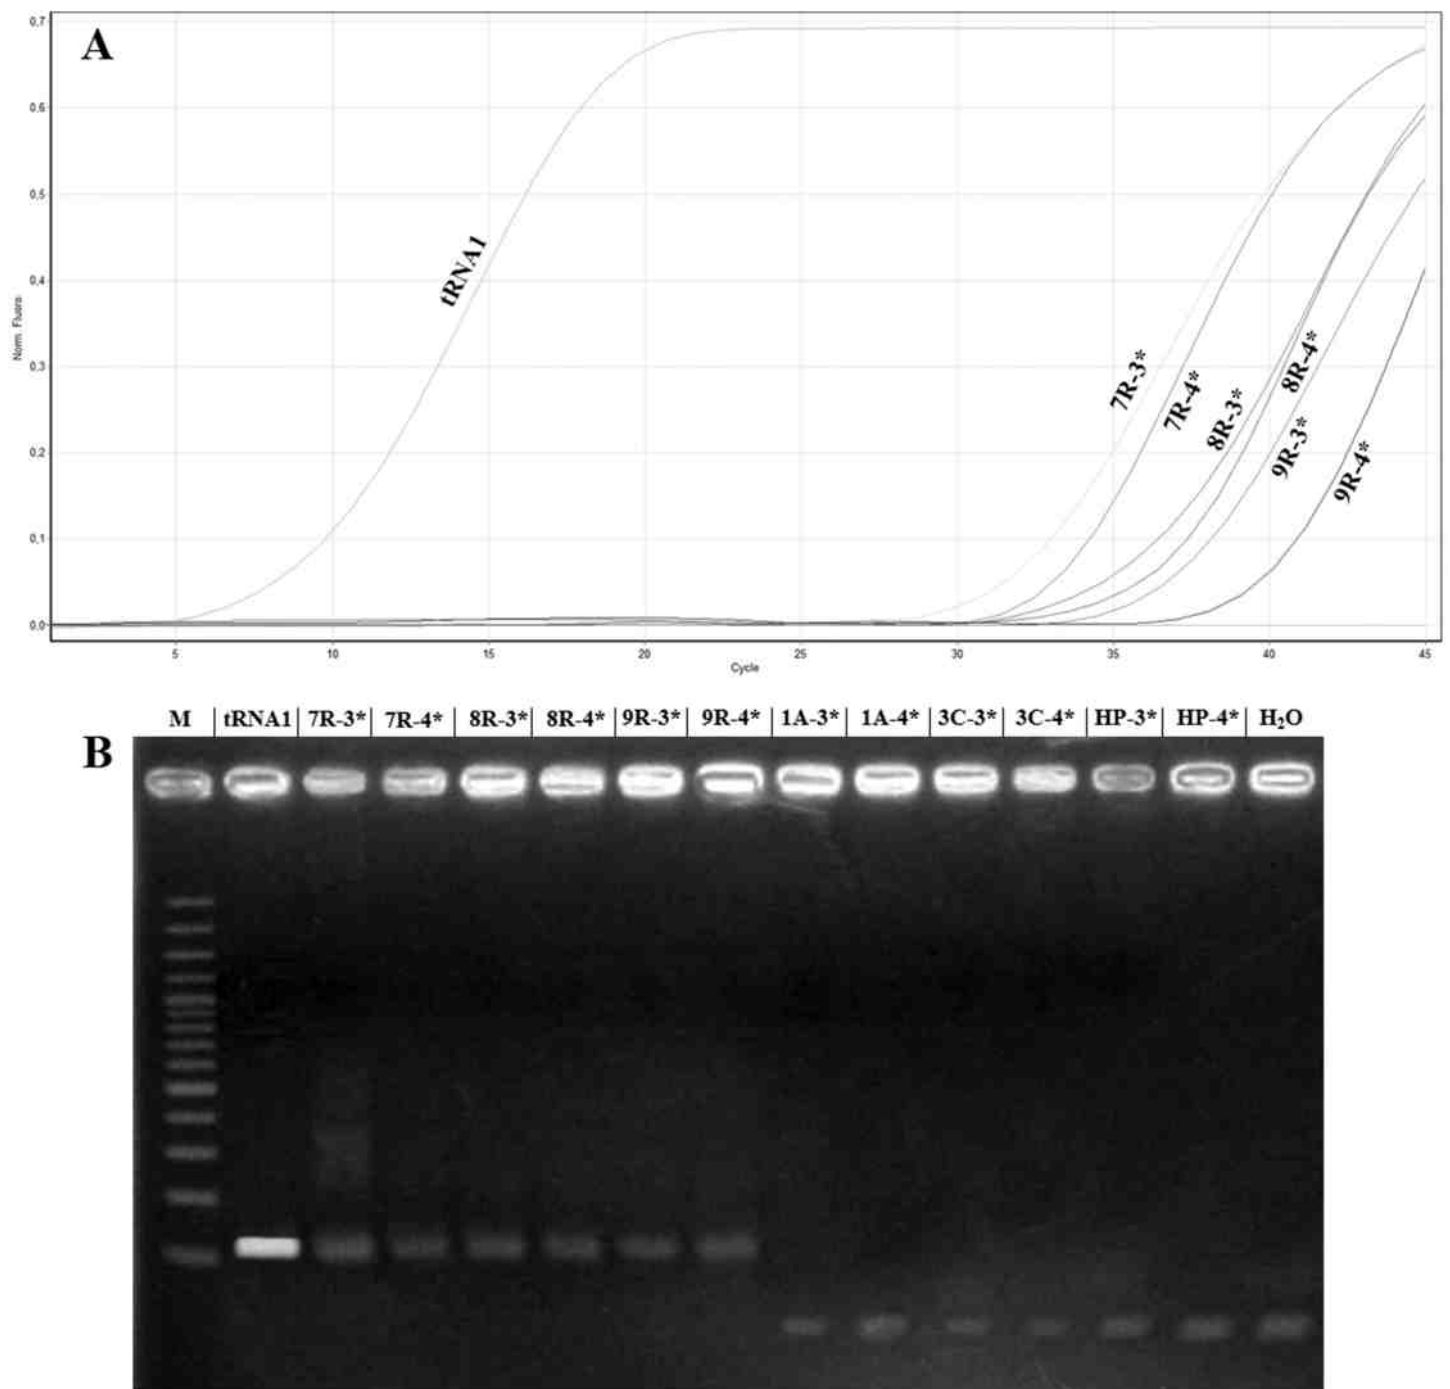 A
0.7
0.6
0.5
0.4
0.3
0.2
0.1
0.0
Norm. Fluoro.
tRNA1
7R-3*
7R-4*
8R-3*
8R-4*
9R-3*
9R-4*
5 10 15 20 25 30 35 40 45
Cycle
M tRNA1 7R-3* 7R-4* 8R-3* 8R-4* 9R-3* 9R-4* 1A-3* 1A-4* 3C-3* 3C-4* HP-3* HP-4* H₂O
B